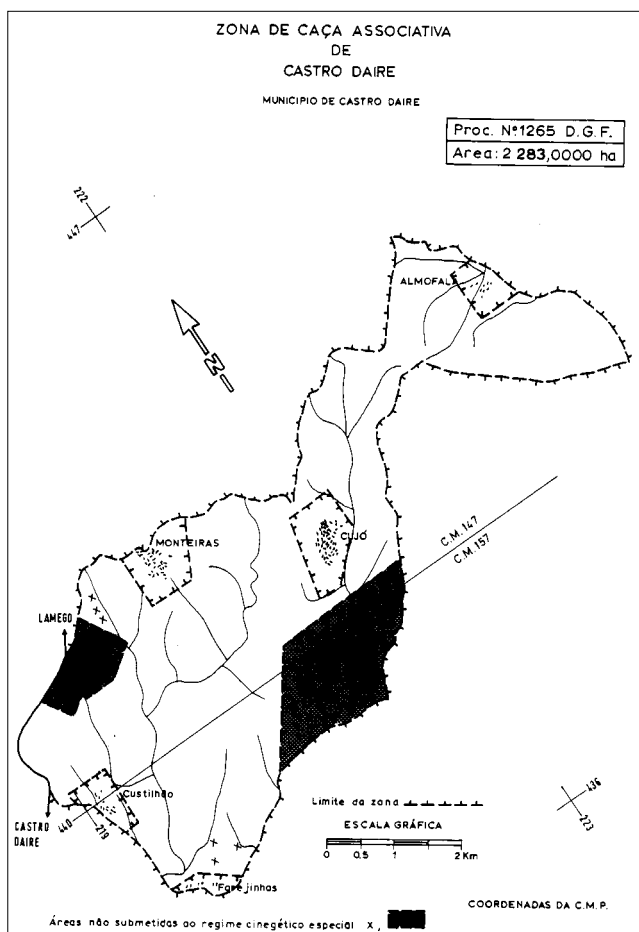 ZONA DE CAÇA ASSOCIATIVA
DE
CASTRO DAIRE
MUNICIPIO DE CASTRO DAIRE
Proc. Nº1265 D.G.F.
Area: 2 283,0000 ha
222
447
ALMOFALA
N
C.M. 147
C.M. 157
CUJÓ
MONTEIRAS
LAMEGO
Custilhão
CASTRO
DAIRE
440
219
436
223
Limite da zona
ESCALA GRÁFICA
0 0.5 1 2 Km
Farejinhas
COORDENADAS DA C.M.P.
Áreas não submetidas ao regime cinegético especial X,